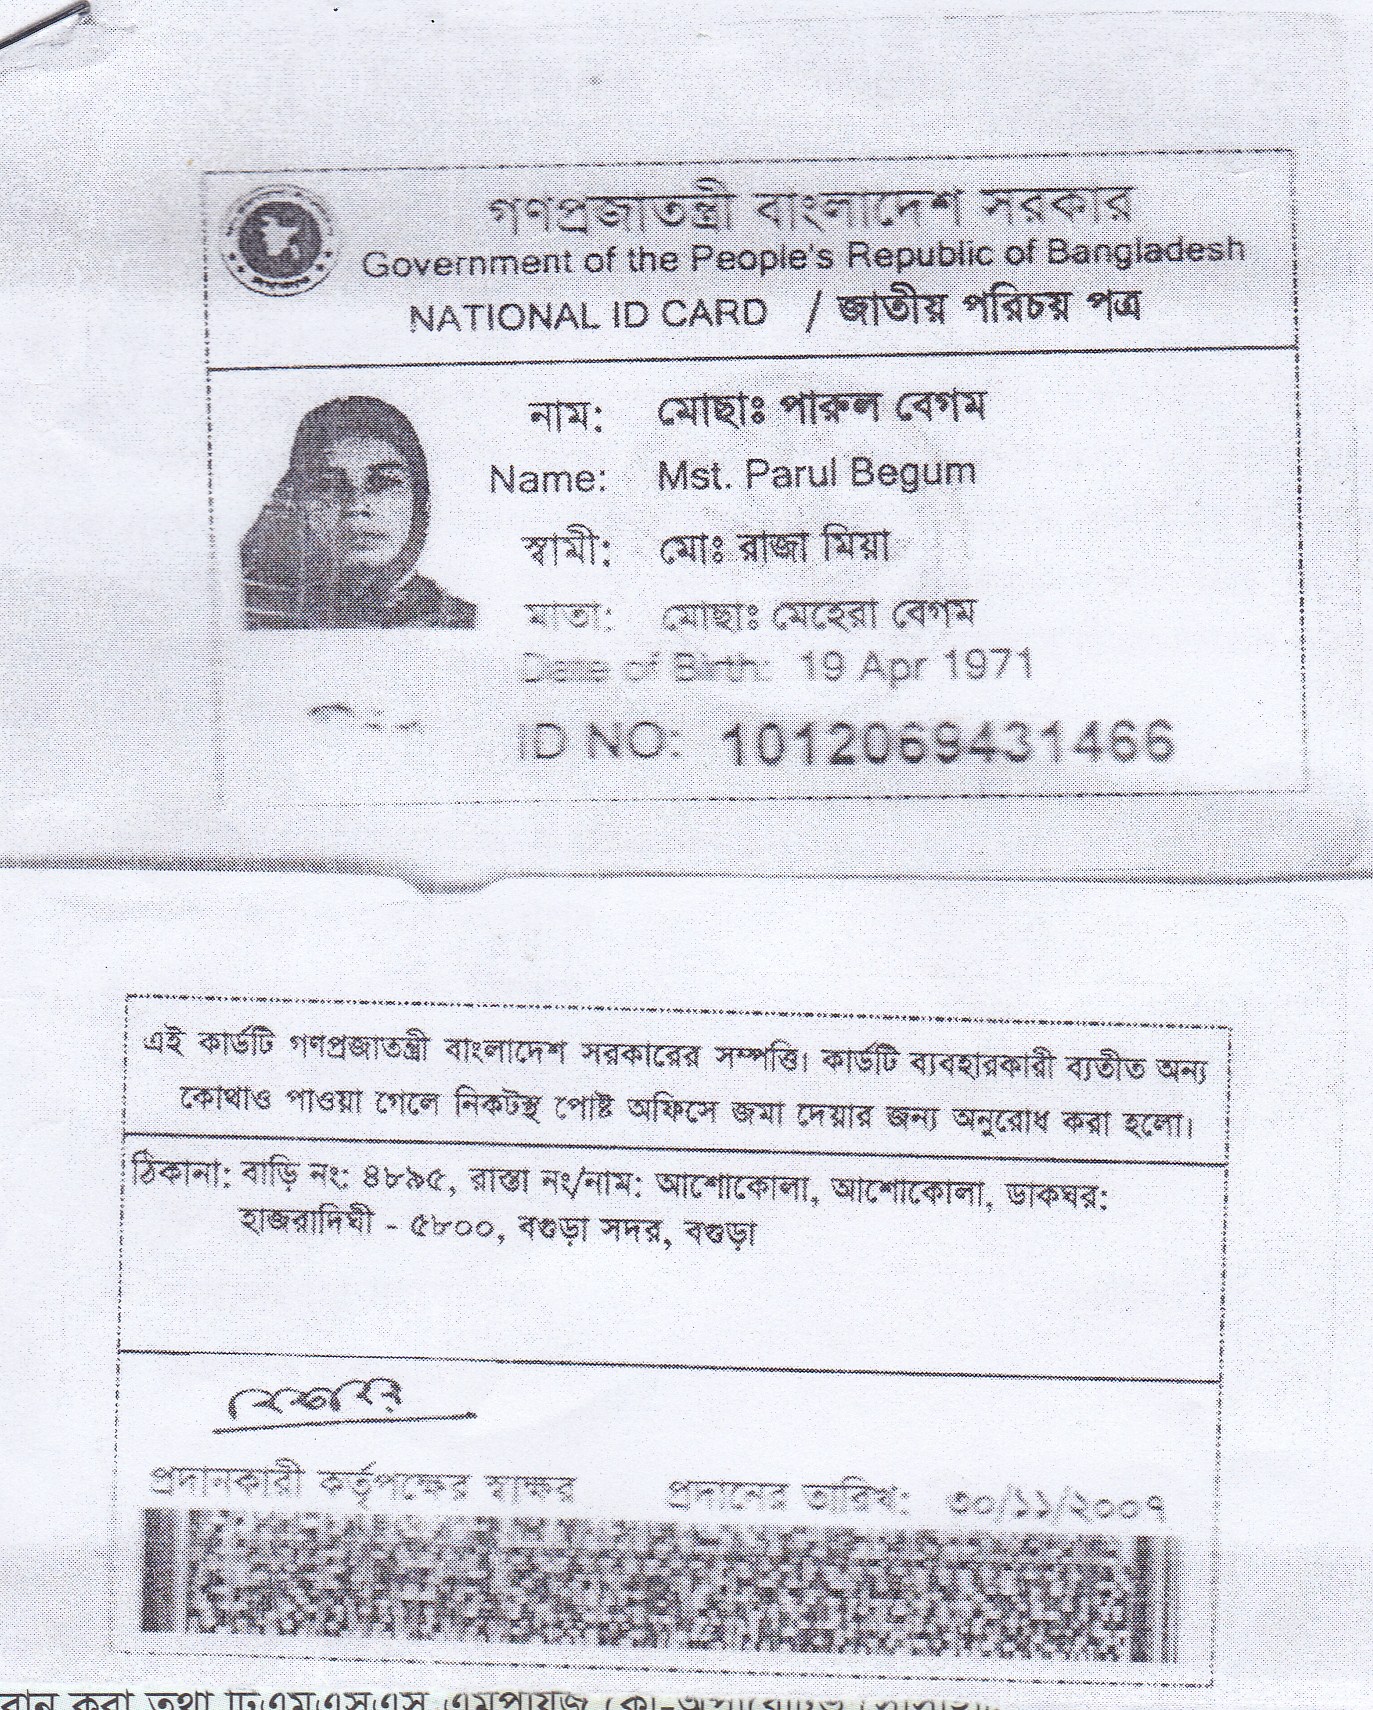 গণপ্রজাতন্ত্রী বাংলাদেশ সরকার
Government of the People's Republic of Bangladesh
NATIONAL ID CARD / জাতীয় পরিচয় পত্র
নাম: মোছাঃ পারুল বেগম
Name: Mst. Parul Begum
স্বামী: মোঃ রাজা মিয়া
মাতা: মোছাঃ মেহেরা বেগম
Date of Birth: 19 Apr 1971
ID NO: 1012069431466
এই কার্ডটি গণপ্রজাতন্ত্রী বাংলাদেশ সরকারের সম্পত্তি। কার্ডটি ব্যবহারকারী ব্যতীত অন্য
কোথাও পাওয়া গেলে নিকটস্থ পোষ্ট অফিসে জমা দেয়ার জন্য অনুরোধ করা হলো।
ঠিকানা: বাড়ি নং: ৪৮৯৫, রাস্তা নং/নাম: আশোকোলা, আশোকোলা, ডাকঘর:
হাজরাদিঘী - ৫৮০০, বগুড়া সদর, বগুড়া
প্রদানকারী কর্তৃপক্ষের স্বাক্ষর প্রদানের তারিখ: ৩০/১১/২০০৭